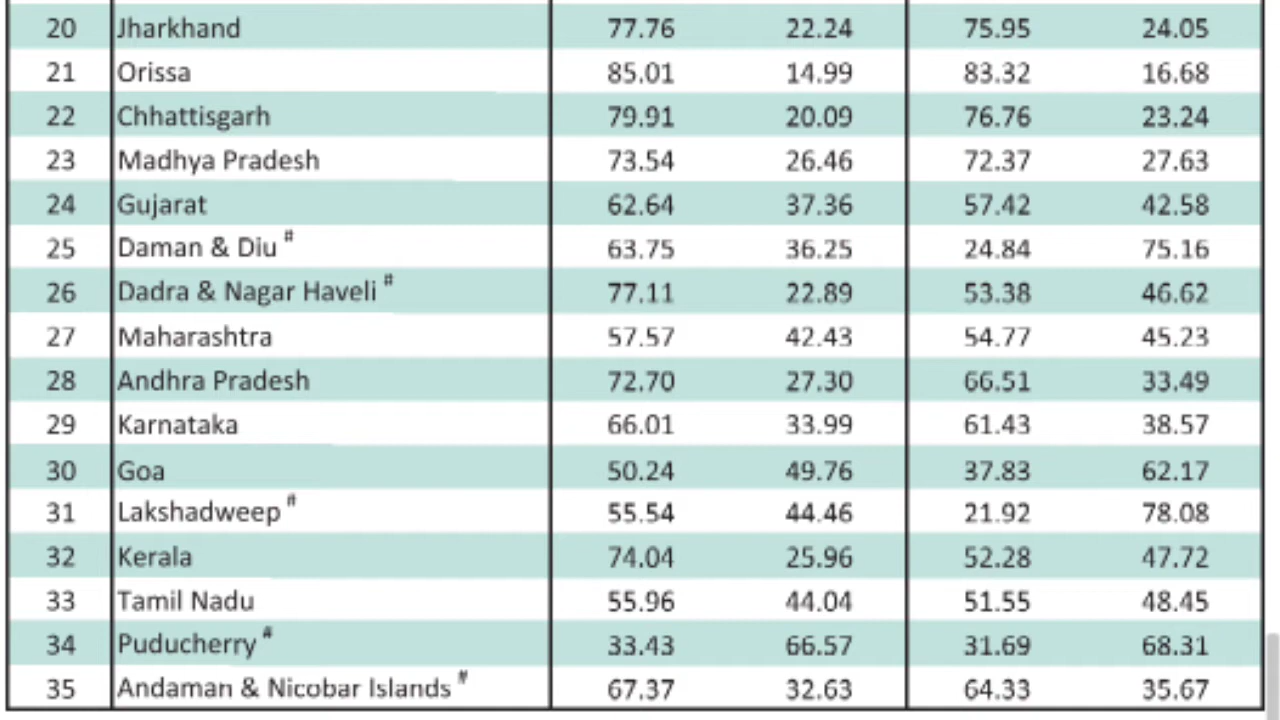 20 Jharkhand 77.76 22.24 75.95 24.05
21 Orissa 85.01 14.99 83.32 16.68
22 Chhattisgarh 79.91 20.09 76.76 23.24
23 Madhya Pradesh 73.54 26.46 72.37 27.63
24 Gujarat 62.64 37.36 57.42 42.58
25 Daman & Diu # 63.75 36.25 24.84 75.16
26 Dadra & Nagar Haveli # 77.11 22.89 53.38 46.62
27 Maharashtra 57.57 42.43 54.77 45.23
28 Andhra Pradesh 72.70 27.30 66.51 33.49
29 Karnataka 66.01 33.99 61.43 38.57
30 Goa 50.24 49.76 37.83 62.17
31 Lakshadweep # 55.54 44.46 21.92 78.08
32 Kerala 74.04 25.96 52.28 47.72
33 Tamil Nadu 55.96 44.04 51.55 48.45
34 Puducherry # 33.43 66.57 31.69 68.31
35 Andaman & Nicobar Islands # 67.37 32.63 64.33 35.67